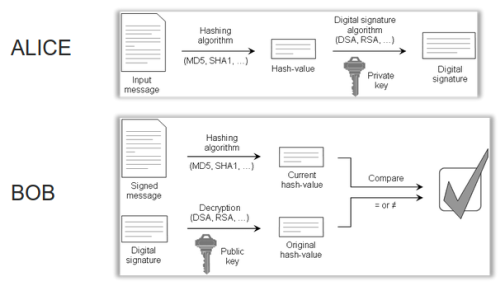 ALICE
Input
message
Hashing
algorithm
(MD5, SHA1, ...)
Hash-value
Digital signature
algorithm
(DSA, RSA, ...)
Private
key
Digital
signature
BOB
Signed
message
Hashing
algorithm
(MD5, SHA1, ...)
Current
hash-value
Digital
signature
Decryption
(DSA, RSA, ...)
Public
key
Original
hash-value
Compare
= or ≠